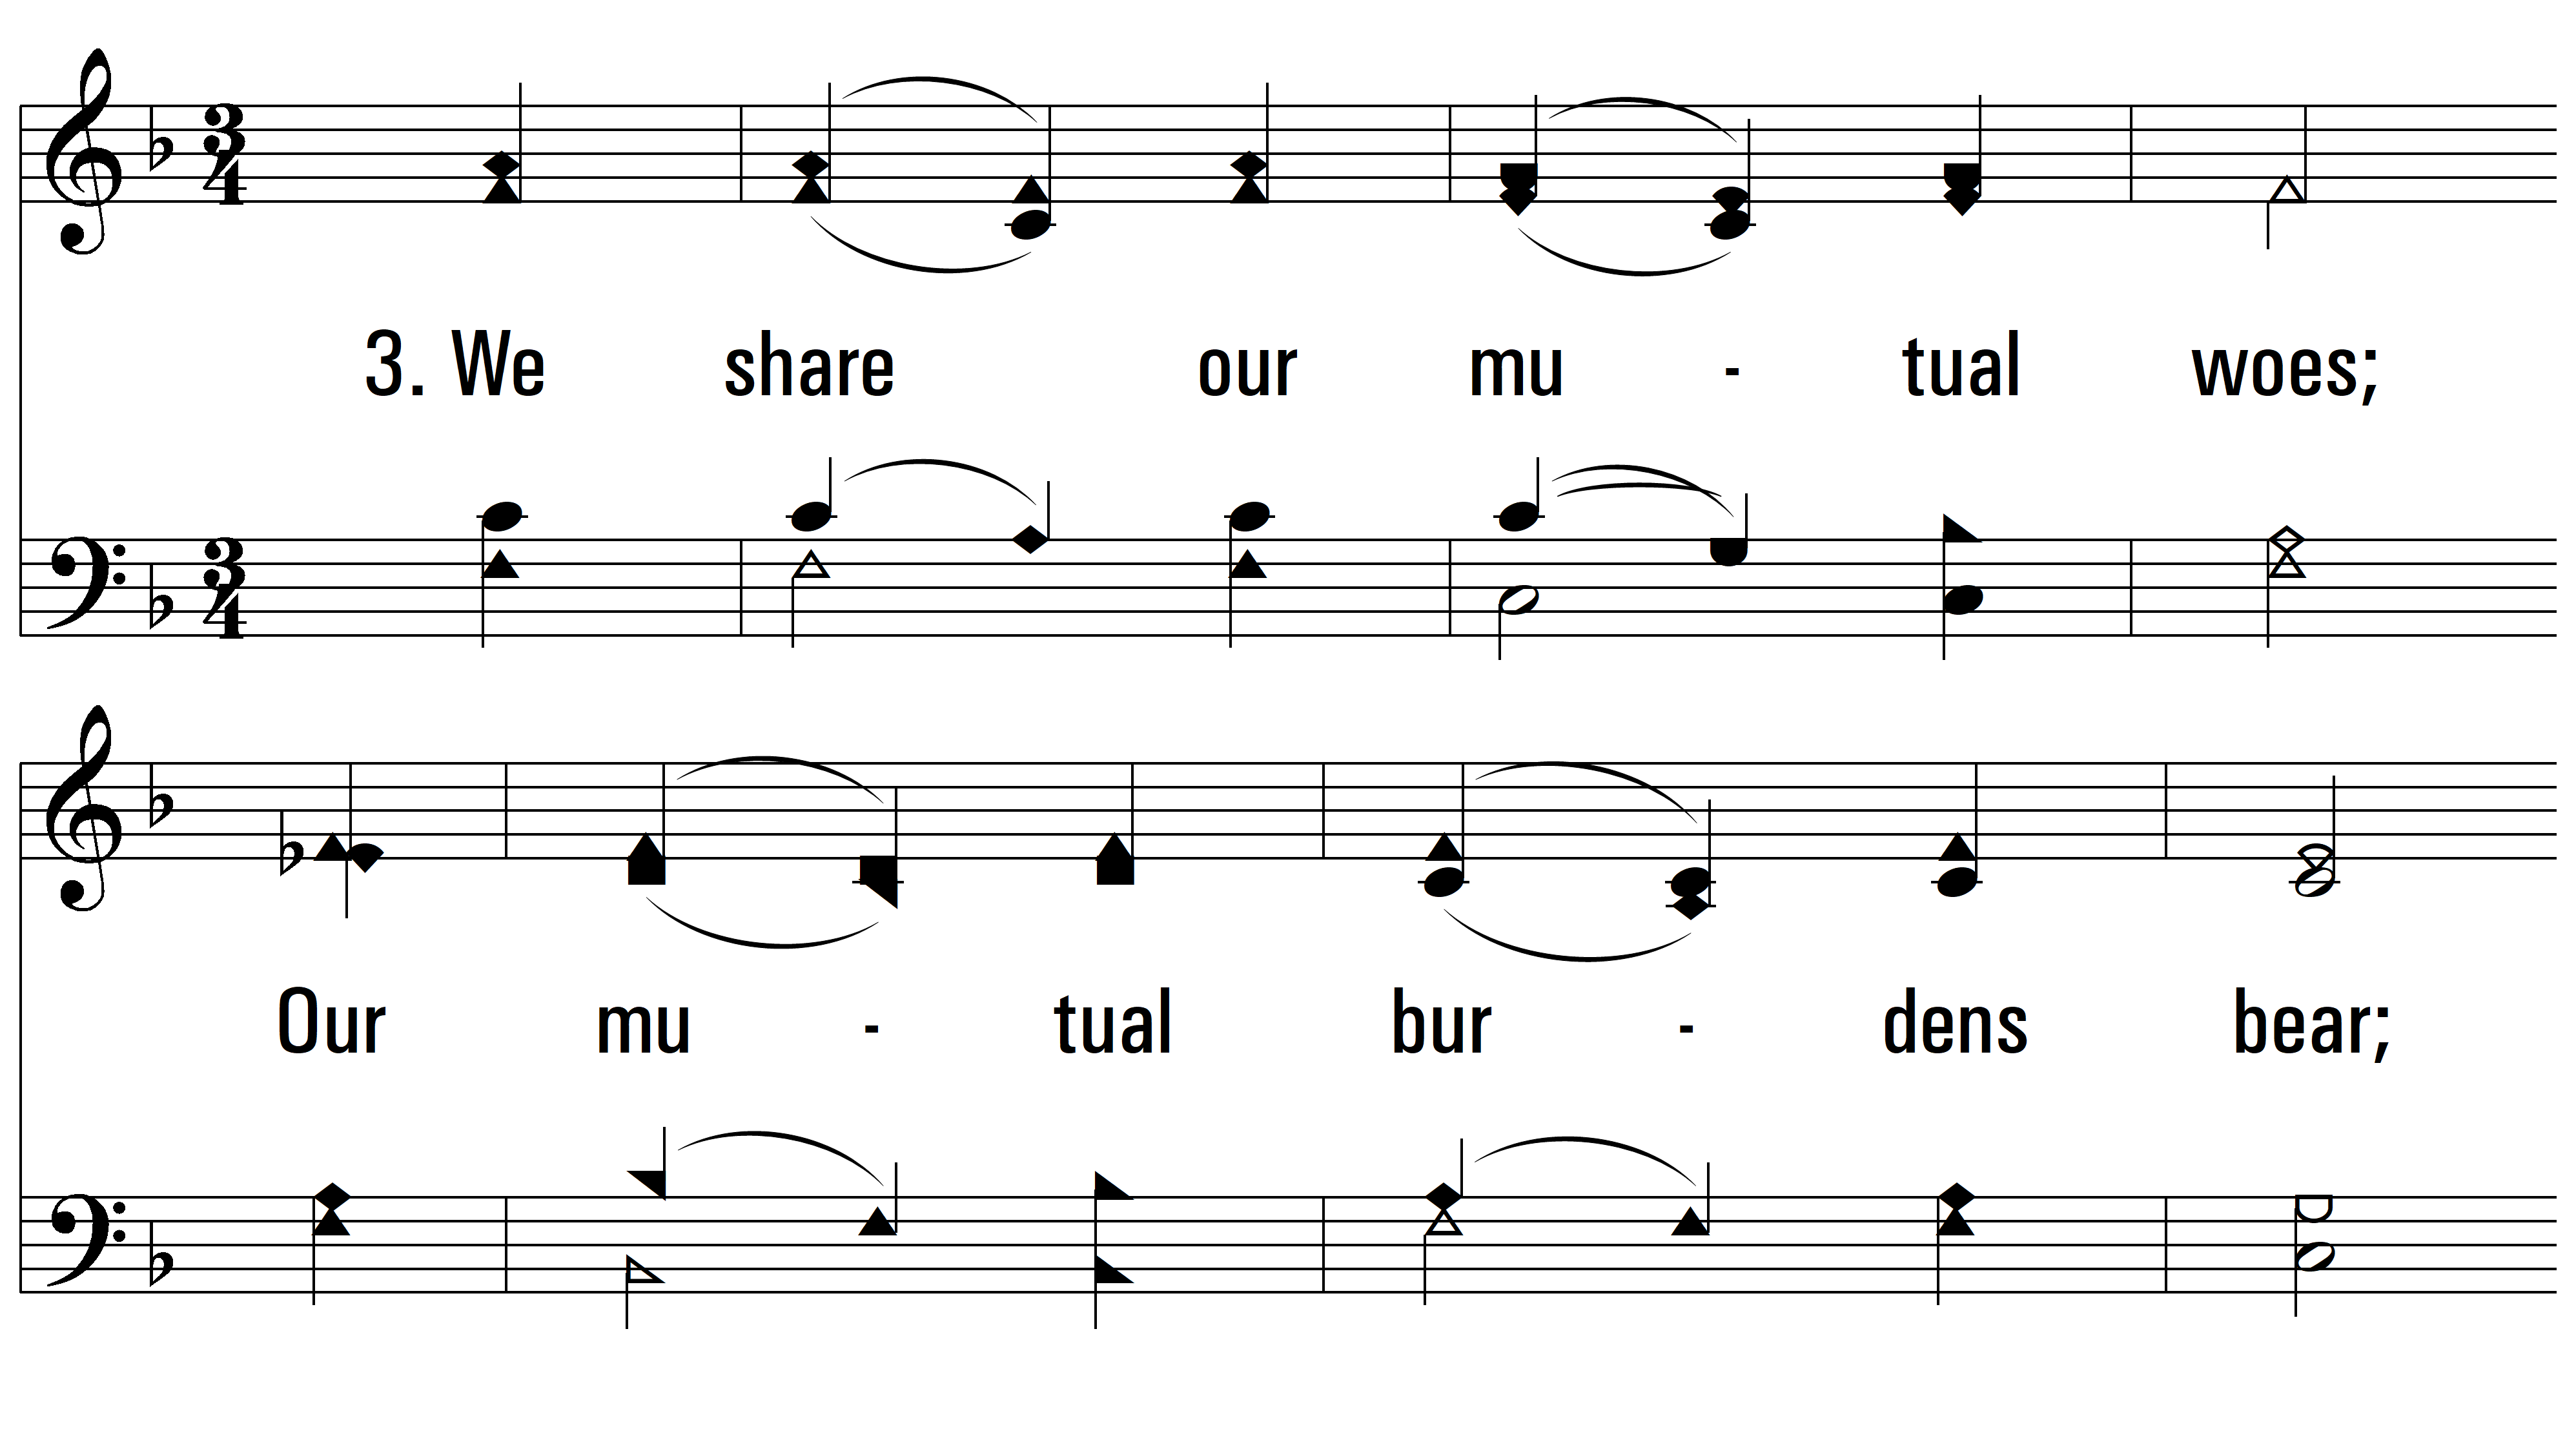 3. We share our mu - tual woes;
Our mu - tual bur - dens bear;